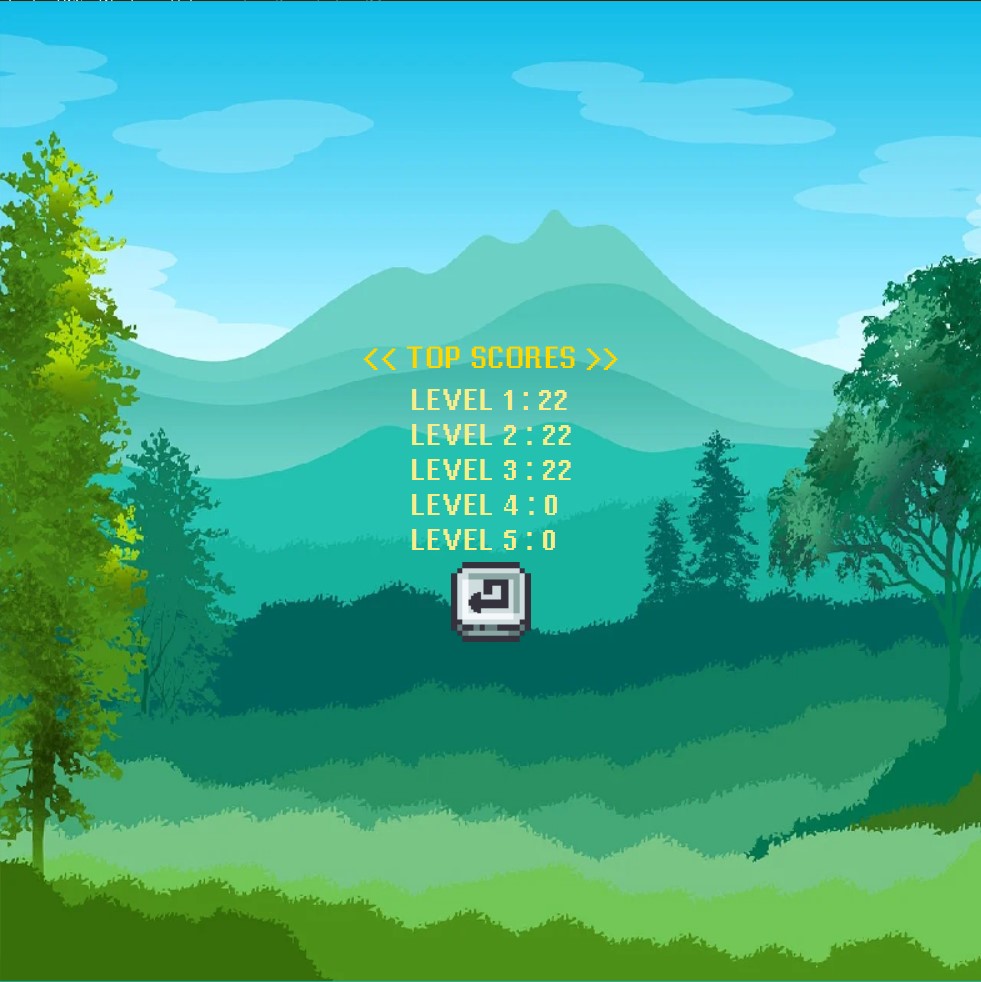 << TOP SCORES >>
LEVEL 1 : 22
LEVEL 2 : 22
LEVEL 3 : 22
LEVEL 4 : 0
LEVEL 5 : 0